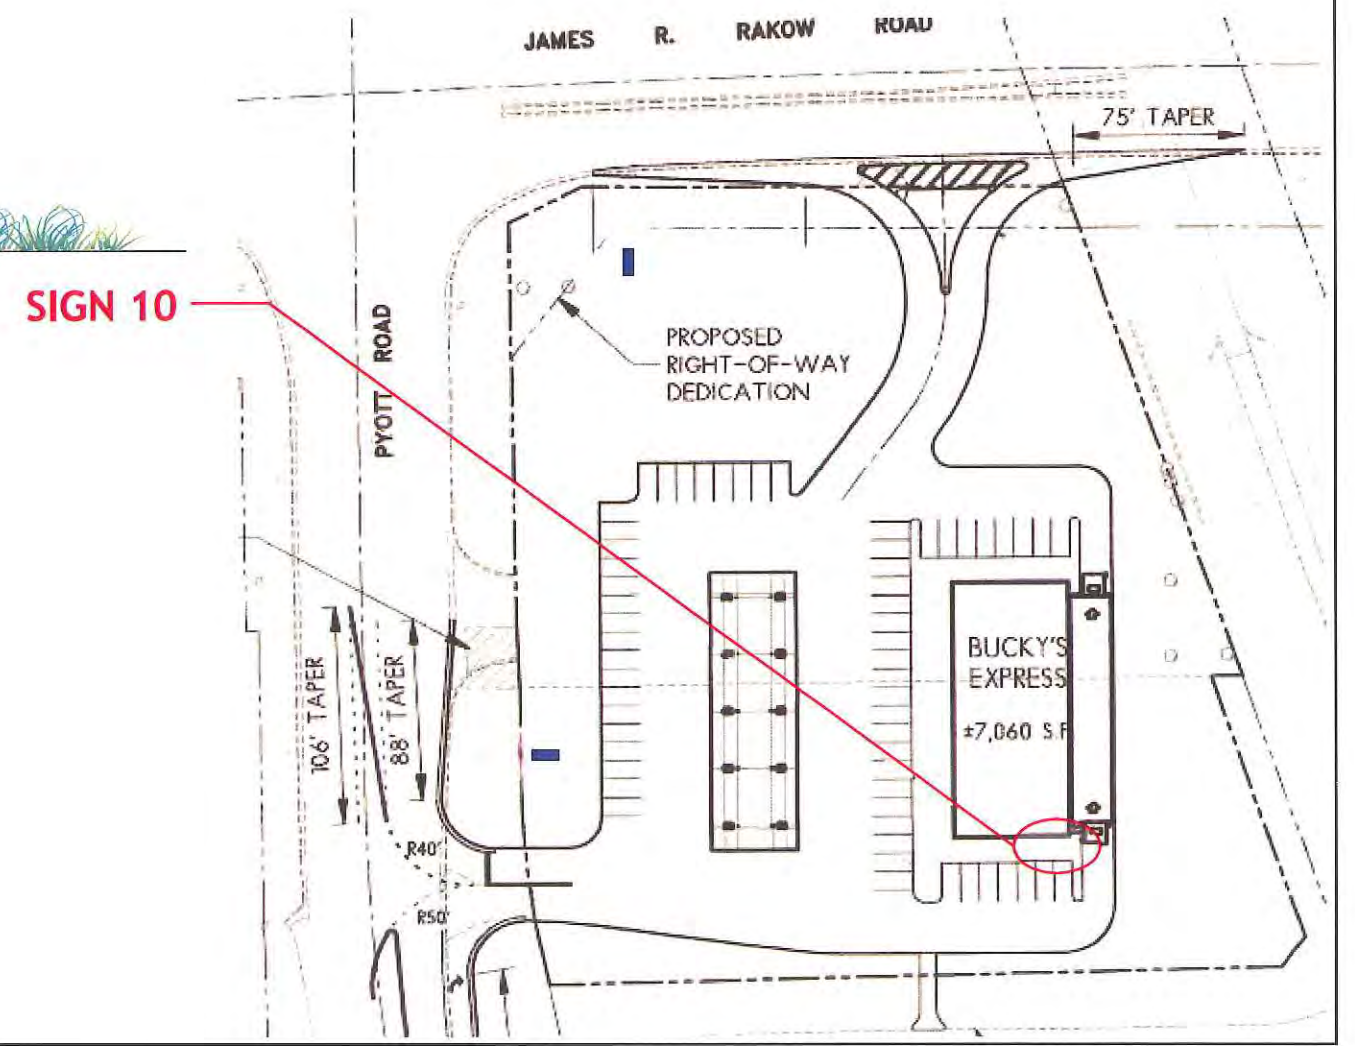 JAMES R. RAKOW ROAD
75' TAPER
SIGN 10
PYOTT ROAD
PROPOSED
RIGHT-OF-WAY
DEDICATION
106' TAPER
88' TAPER
BUCKY'S
EXPRESS
±7,060 S.F
R40'
R50'